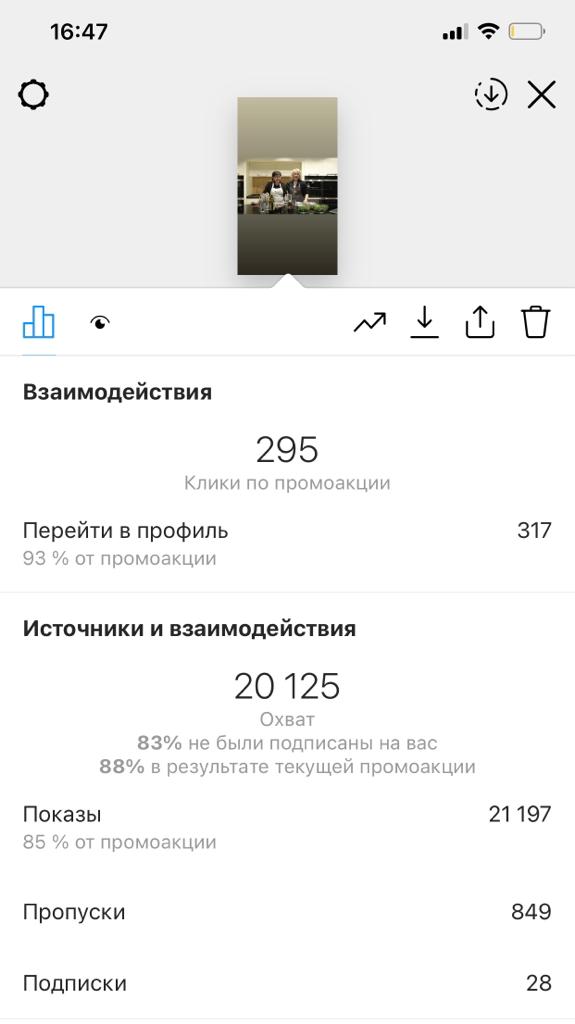 16:47
Взаимодействия
295
Клики по промоакции
Перейти в профиль 317
93 % от промоакции
Источники и взаимодействия
20 125
Охват
83% не были подписаны на вас
88% в результате текущей промоакции
Показы 21 197
85 % от промоакции
Пропуски 849
Подписки 28